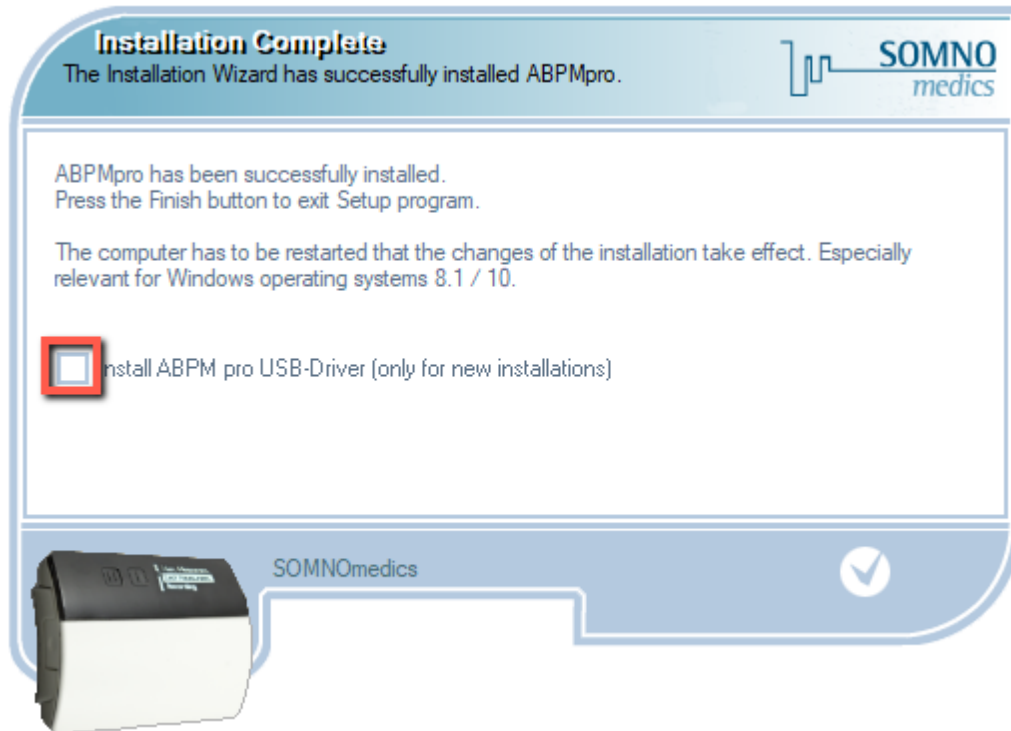 Installation Complete
The Installation Wizard has successfully installed ABPMpro.
SOMNO
medics
ABPMpro has been successfully installed.
Press the Finish button to exit Setup program.
The computer has to be restarted that the changes of the installation take effect. Especially
relevant for Windows operating systems 8.1 / 10.
nstall ABPM pro USB-Driver (only for new installations)
SOMNOmedics